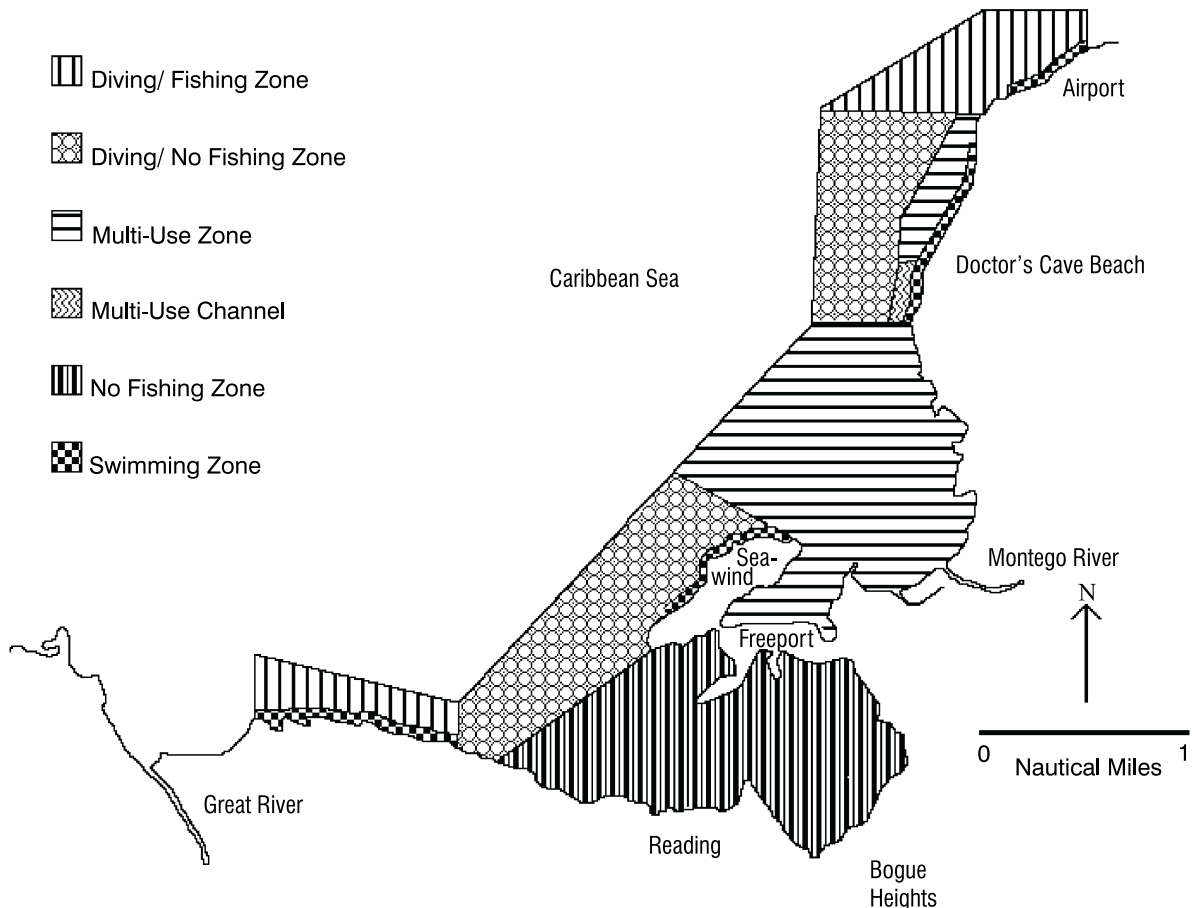 Diving/ Fishing Zone
Diving/ No Fishing Zone
Multi-Use Zone
Multi-Use Channel
No Fishing Zone
Swimming Zone
Airport
Caribbean Sea
Doctor's Cave Beach
Sea-
wind
Montego River
Freeport
N
0 1
Nautical Miles
Great River
Reading
Bogue
Heights